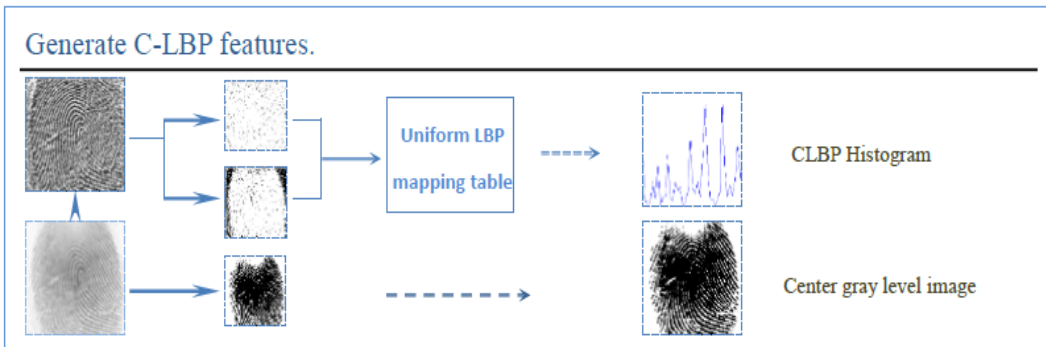 Generate C-LBP features.
Uniform LBP
mapping table
CLBP Histogram
Center gray level image